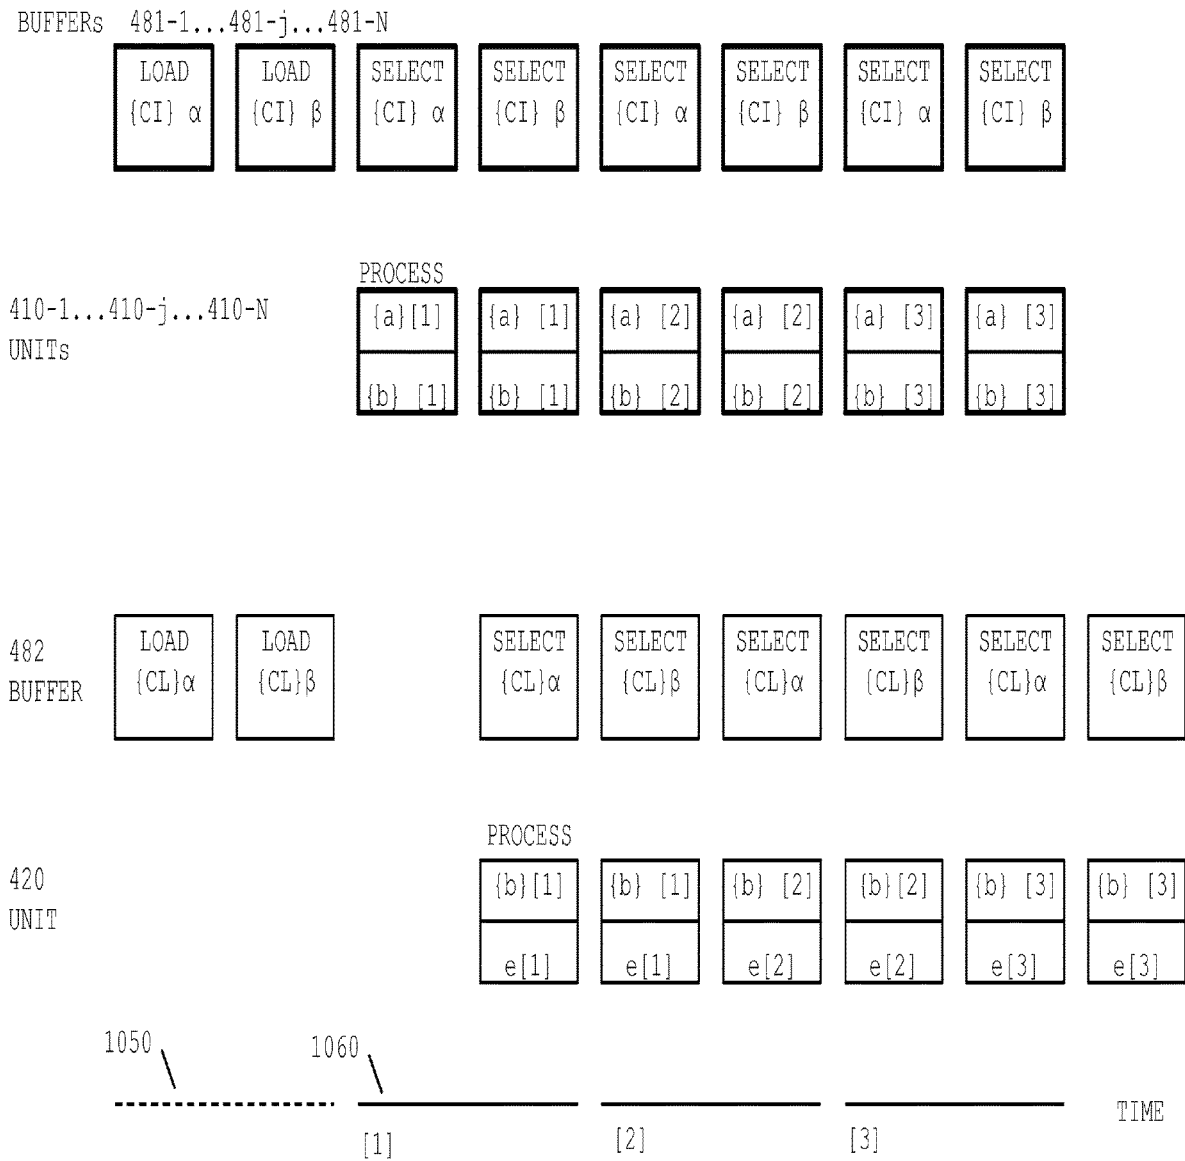 BUFFERs 481-1...481-j...481-N
LOAD LOAD SELECT SELECT SELECT SELECT SELECT SELECT
{CI} α {CI} β {CI} α {CI} β {CI} α {CI} β {CI} α {CI} β
PROCESS
410-1...410-j...410-N
UNITs
{a}[1] {a} [1] {a} [2] {a} [2] {a} [3] {a} [3]
{b} [1] {b} [1] {b} [2] {b} [2] {b} [3] {b} [3]
482
BUFFER
LOAD LOAD SELECT SELECT SELECT SELECT SELECT SELECT
{CL}α {CL}β {CL}α {CL}β {CL}α {CL}β {CL}α {CL}β
PROCESS
420
UNIT
{b}[1] {b} [1] {b} [2] {b}[2] {b} [3] {b} [3]
e[1] e[1] e[2] e[2] e[3] e[3]
1050 1060
TIME
[1] [2] [3]